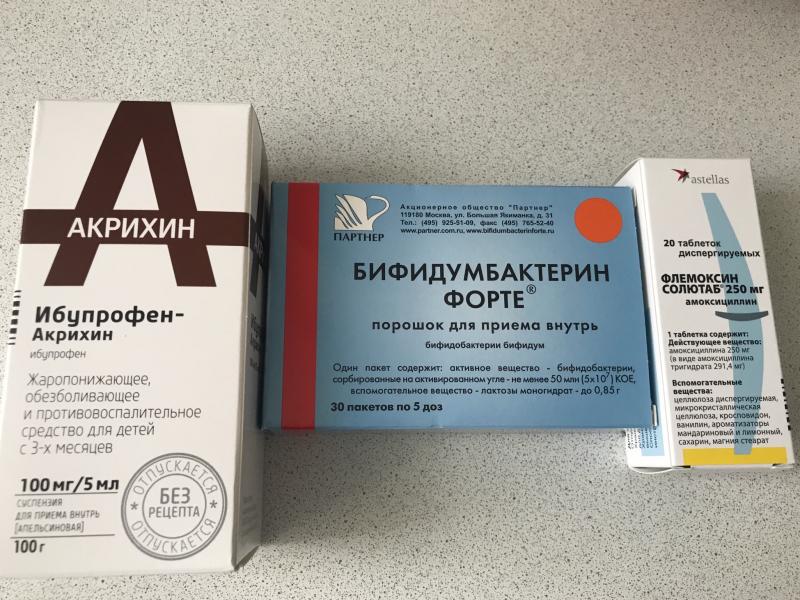 АКРИХИН
Ибупрофен-
Акрихин
ибупрофен
Жаропонижающее,
обезболивающее
и противовоспалительное
средство для детей
с 3-х месяцев
100 мг/5 мл
СУСПЕНЗИЯ
ДЛЯ ПРИЕМА ВНУТРЬ
[АПЕЛЬСИНОВАЯ]
100 г
ОТПУСКАЕТСЯ
БЕЗ
РЕЦЕПТА
ОТПУСКАЕТСЯ
ПАРТНЕР
Акционерное общество "Партнер"
119180 Москва, ул. Большая Якиманка, д. 31
Тел.: (495) 925-51-09, факс (495) 765-52-40
www.partner.com.ru, www.bifidumbacterinforte.ru
БИФИДУМБАКТЕРИН
ФОРТЕ®
порошок для приема внутрь
бифидобактерии бифидум
Один пакет содержит: активное вещество - бифидобактерии,
сорбированные на активированном угле - не менее 50 млн (5х10⁷) КОЕ,
вспомогательное вещество - лактозы моногидрат - до 0,85 г
30 пакетов по 5 доз
astellas
20 таблеток
диспергируемых
ФЛЕМОКСИН
СОЛЮТАБ® 250 мг
амоксициллин
1 таблетка содержит:
Действующее вещество:
амоксициллина 250 мг
(в виде амоксициллина
тригидрата 291,4 мг)
Вспомогательные
вещества:
целлюлоза диспергируемая,
микрокристаллическая
целлюлоза, кросповидон,
ванилин, ароматизаторы
мандариновый и лимонный,
сахарин, магния стеарат